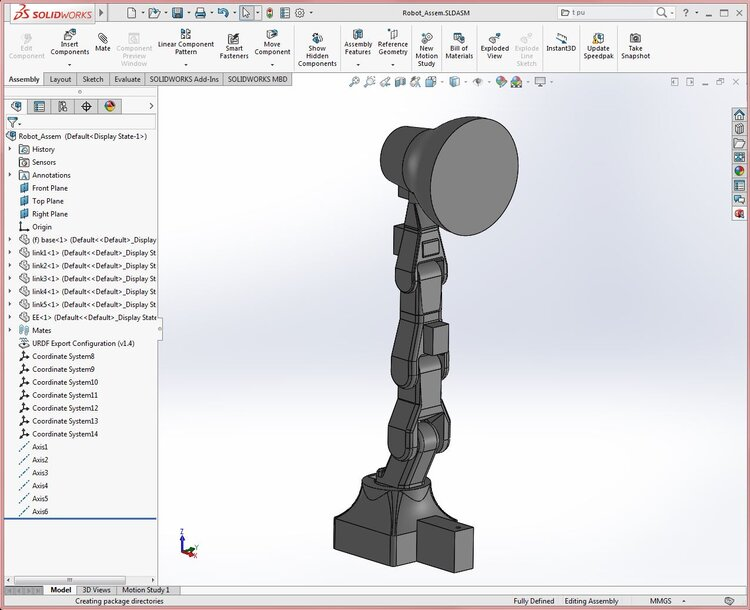 SOLIDWORKS
Robot_Assem.SLDASM
t pu
?
Edit Component
Insert Components
Mate
Component Preview Window
Linear Component Pattern
Smart Fasteners
Move Component
Show Hidden Components
Assembly Features
Reference Geometry
New Motion Study
Bill of Materials
Exploded View
Explode Line Sketch
Instant3D
Update Speedpak
Take Snapshot
Assembly
Layout
Sketch
Evaluate
SOLIDWORKS Add-Ins
SOLIDWORKS MBD
Robot_Assem (Default<Display State-1>)
History
Sensors
Annotations
Front Plane
Top Plane
Right Plane
Origin
(f) base<1> (Default<<Default>_Display
link1<1> (Default<<Default>_Display St
link2<1> (Default<<Default>_Display St
link3<1> (Default<<Default>_Display St
link4<1> (Default<<Default>_Display St
link5<1> (Default<<Default>_Display St
EE<1> (Default<<Default>_Display State
Mates
URDF Export Configuration (v1.4)
Coordinate System8
Coordinate System9
Coordinate System10
Coordinate System11
Coordinate System12
Coordinate System13
Coordinate System14
Axis1
Axis2
Axis3
Axis4
Axis5
Axis6
Z
Y
X
Model
3D Views
Motion Study 1
Creating package directories
Fully Defined
Editing Assembly
MMGS